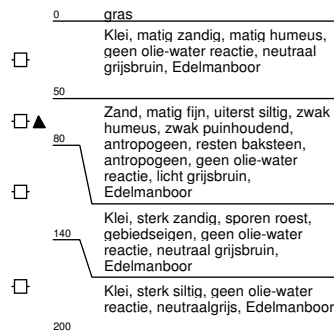 0 gras
Klei, matig zandig, matig humeus,
geen olie-water reactie, neutraal
grijsbruin, Edelmanboor
50
Zand, matig fijn, uiterst siltig, zwak
humeus, zwak puinhoudend,
antropogeen, resten baksteen,
80
antropogeen, geen olie-water
reactie, licht grijsbruin,
Edelmanboor
Klei, sterk zandig, sporen roest,
gebiedseigen, geen olie-water
140
reactie, neutraal grijsbruin,
Edelmanboor
Klei, sterk siltig, geen olie-water
reactie, neutraalgrijs, Edelmanboor
200